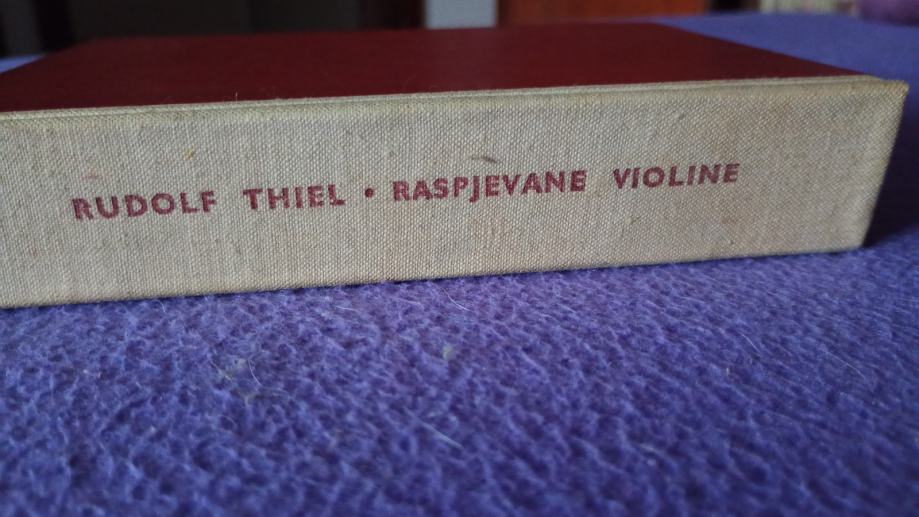 RUDOLF THIEL • RASPJEVANE VIOLINE